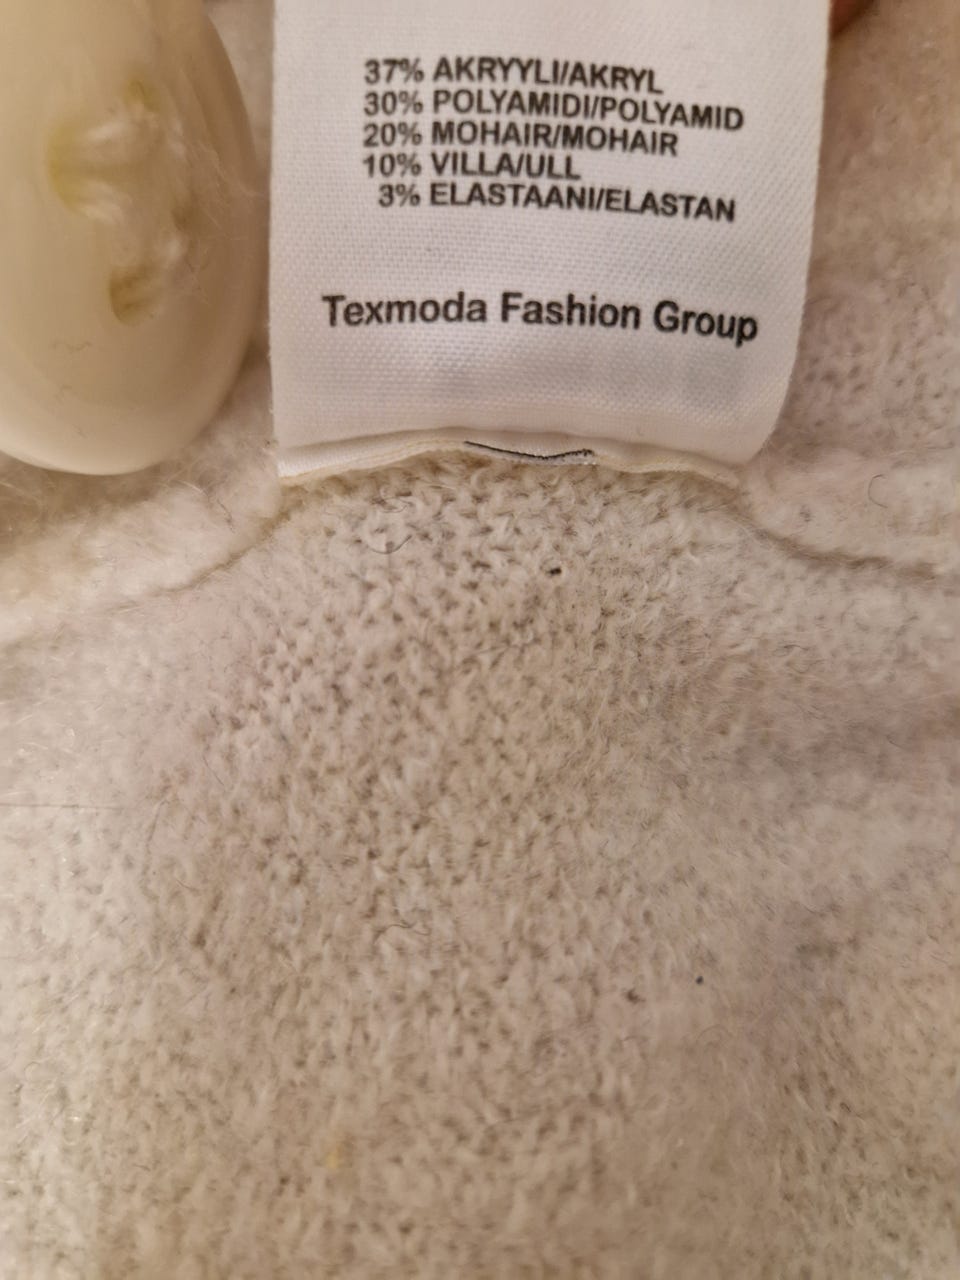 37% AKRYYLI/AKRYL
30% POLYAMIDI/POLYAMID
20% MOHAIR/MOHAIR
10% VILLA/ULL
3% ELASTAANI/ELASTAN
Texmoda Fashion Group